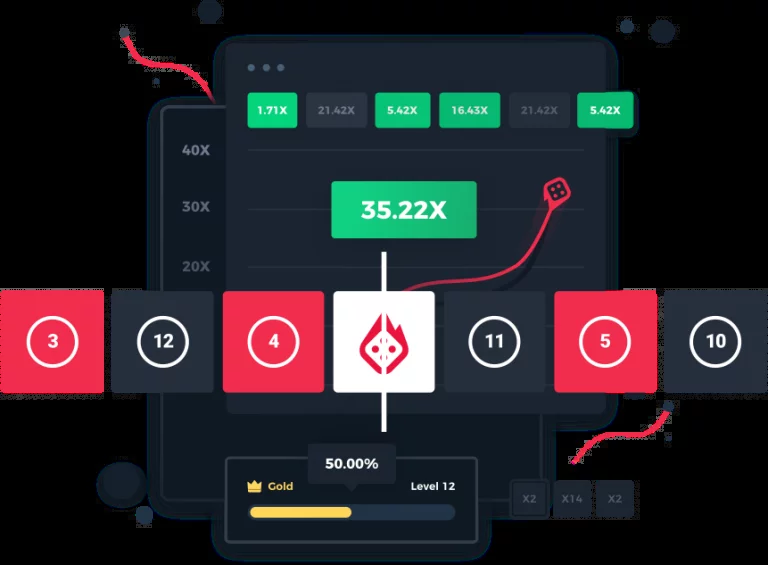 1.71X 21.42X 5.42X 16.43X 21.42X 5.42X
40X
35.22X
30X
20X
3 12 4 11 5 10
50.00%
Gold Level 12
X2 X14 X2